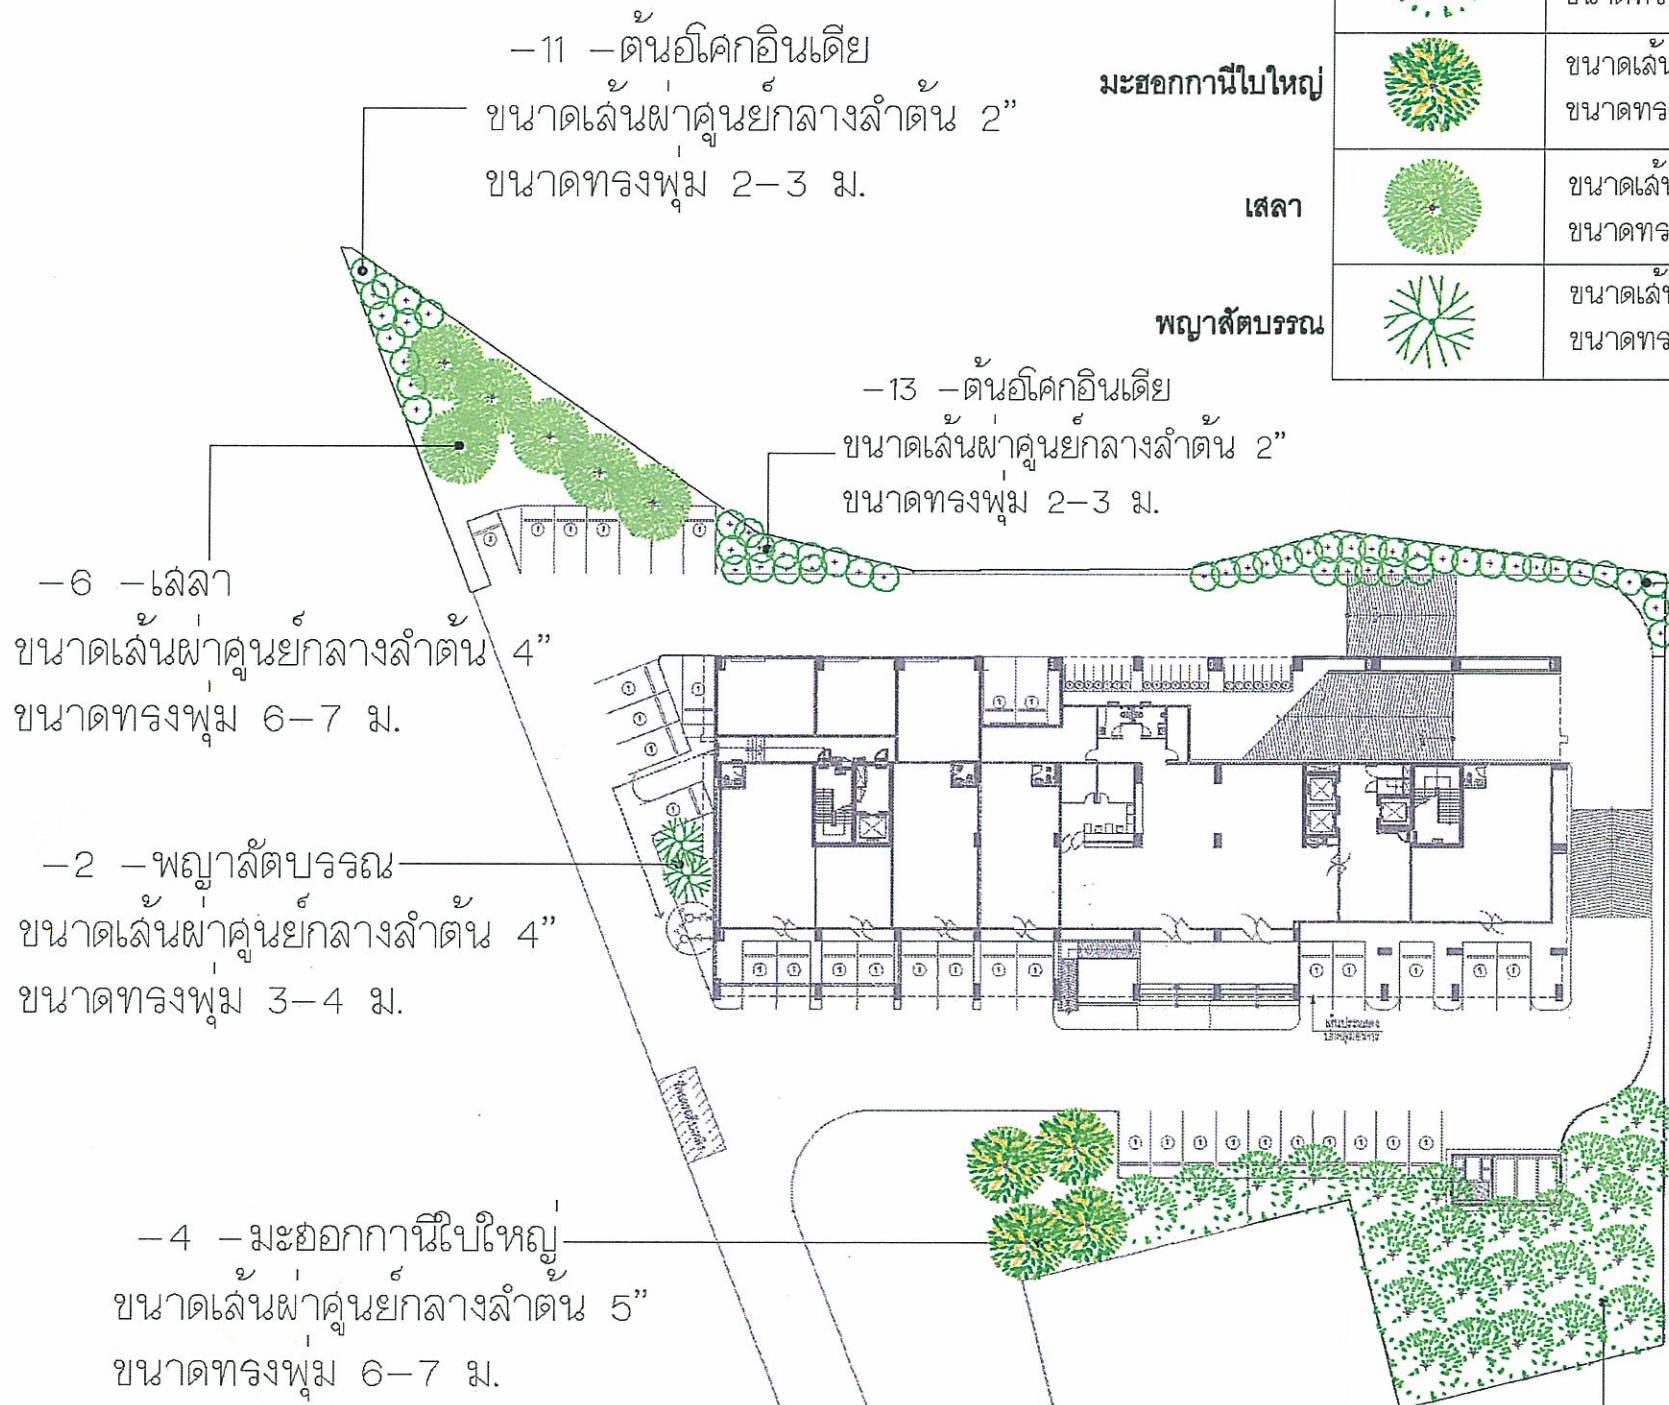 -11 -ต้นอโศกอินเดีย
ขนาดเส้นผ่าศูนย์กลางลำต้น 2"
ขนาดทรงพุ่ม 2-3 ม.
มะฮอกกานีใบใหญ่
เสลา
พญาสัตบรรณ
-13 -ต้นอโศกอินเดีย
ขนาดเส้นผ่าศูนย์กลางลำต้น 2"
ขนาดทรงพุ่ม 2-3 ม.
-6 -เสลา
ขนาดเส้นผ่าศูนย์กลางลำต้น 4"
ขนาดทรงพุ่ม 6-7 ม.
-2 -พญาสัตบรรณ
ขนาดเส้นผ่าศูนย์กลางลำต้น 4"
ขนาดทรงพุ่ม 3-4 ม.
-4 -มะฮอกกานีใบใหญ่
ขนาดเส้นผ่าศูนย์กลางลำต้น 5"
ขนาดทรงพุ่ม 6-7 ม.